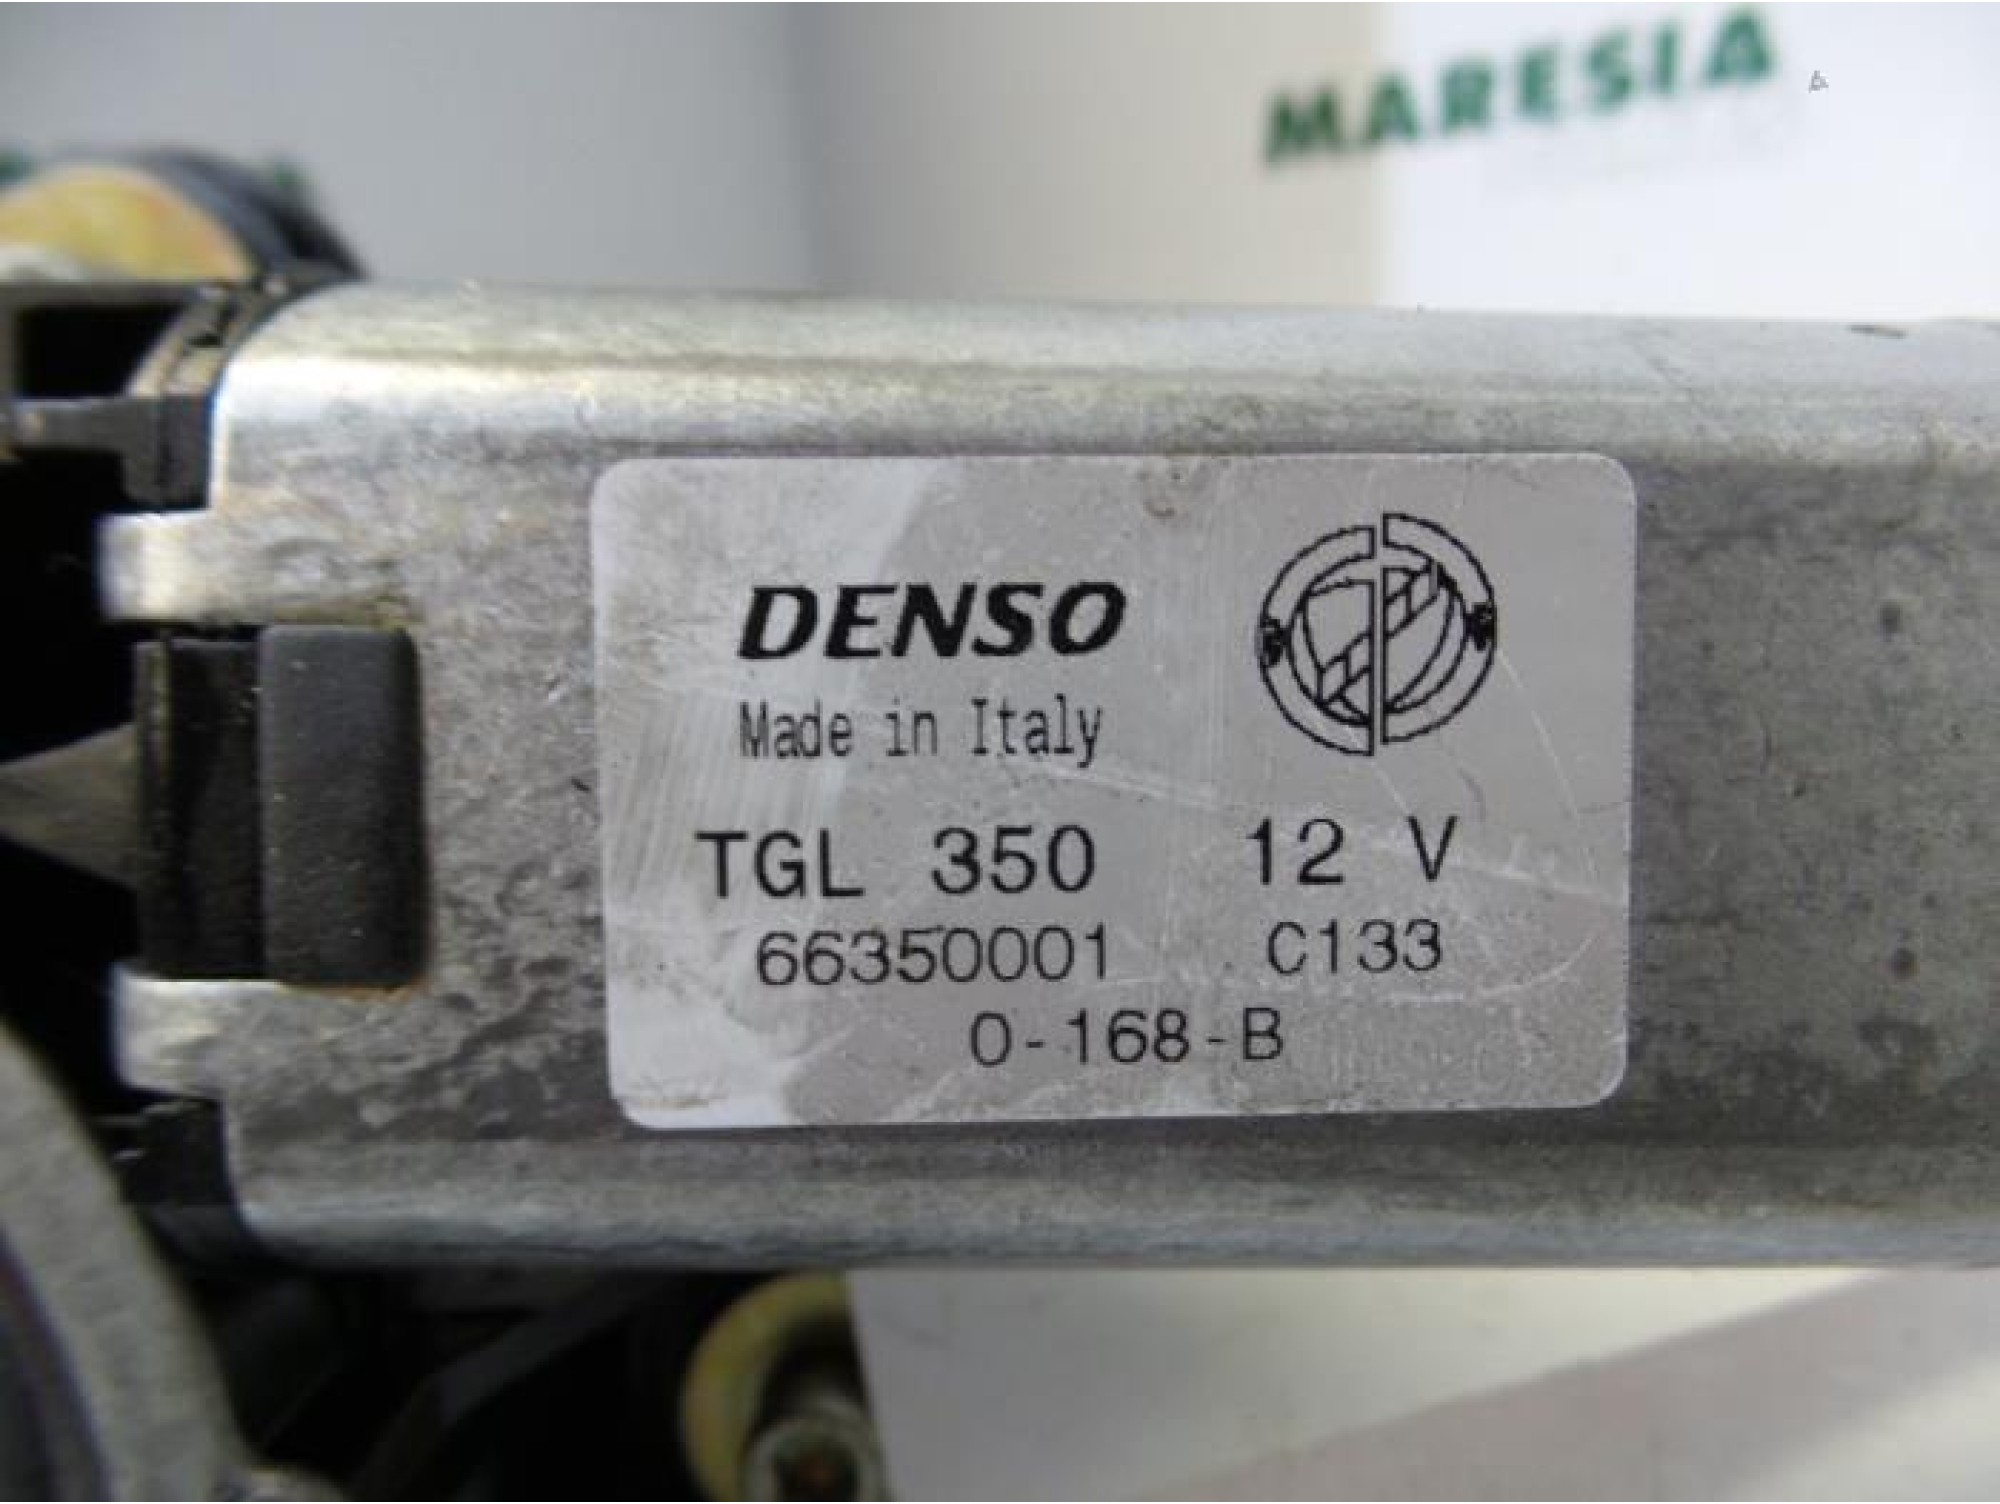 MARESIA
DENSO
Made in Italy
TGL 350 12 V
66350001 C133
0-168-B